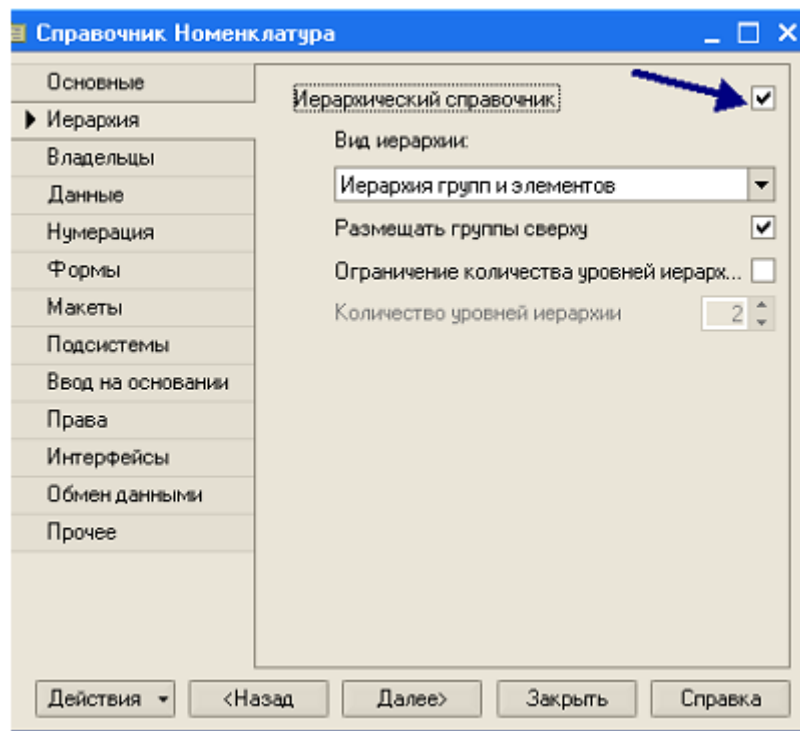 Справочник Номенклатура
Основные
Иерархия
Владельцы
Данные
Нумерация
Формы
Макеты
Подсистемы
Ввод на основании
Права
Интерфейсы
Обмен данными
Прочее
Иерархический справочник
Вид иерархии:
Иерархия групп и элементов
Размещать группы сверху
Ограничение количества уровней иерарх...
Количество уровней иерархии 2
Действия <Назад Далее> Закрыть Справка